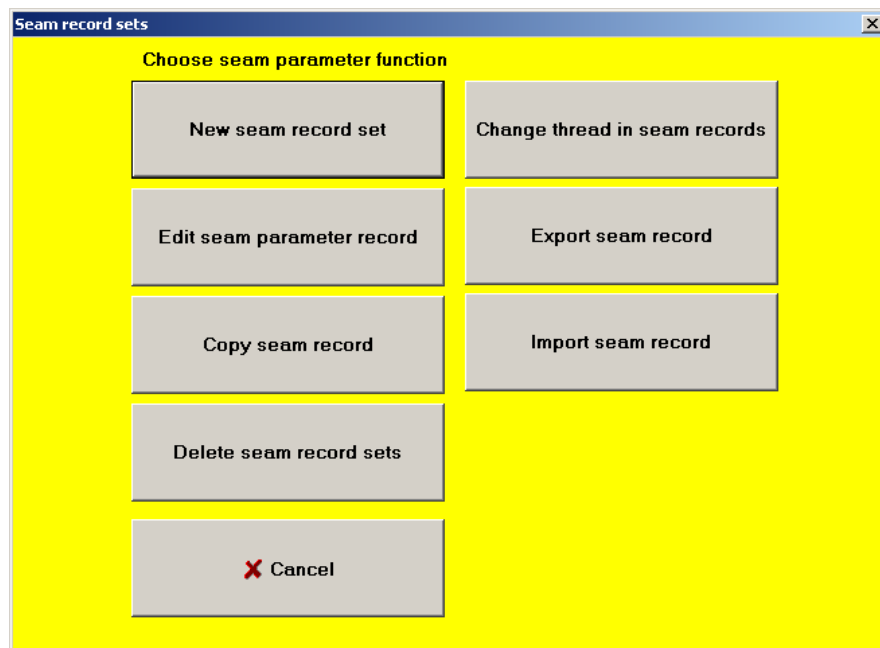 Seam record sets
Choose seam parameter function
New seam record set
Change thread in seam records
Edit seam parameter record
Export seam record
Copy seam record
Import seam record
Delete seam record sets
Cancel